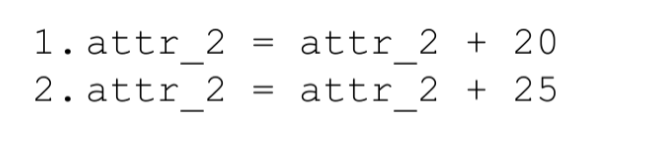 1. attr_2 = attr_2 + 20
2. attr_2 = attr_2 + 25